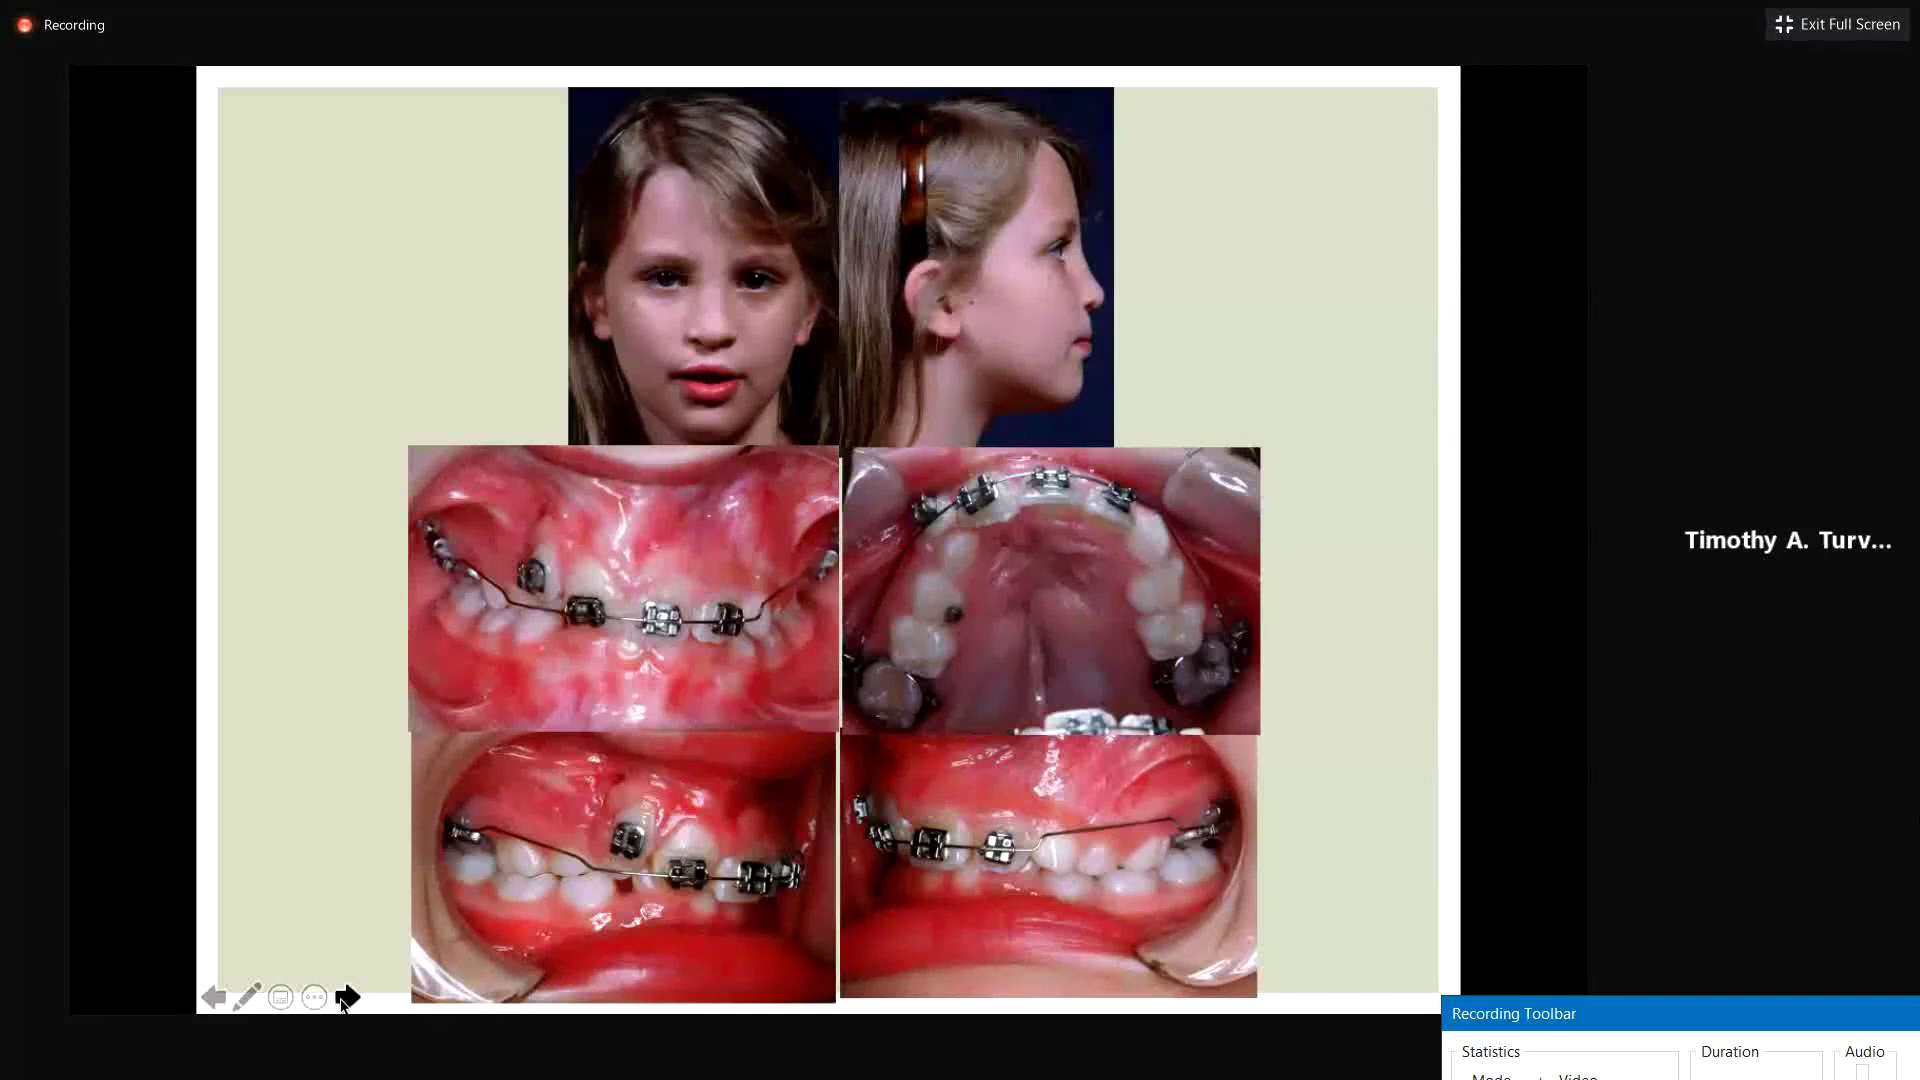 Recording
Exit Full Screen
Timothy A. Turv...
Recording Toolbar
Statistics
Duration
Audio